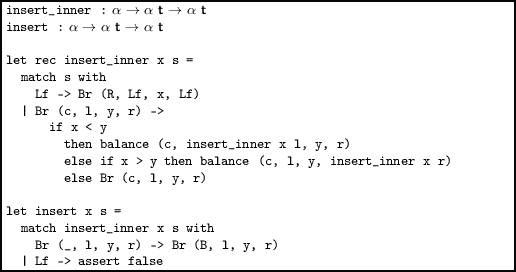 insert_inner : α → α t → α t
insert : α → α t → α t
let rec insert_inner x s =
match s with
Lf -> Br (R, Lf, x, Lf)
| Br (c, l, y, r) ->
if x < y
then balance (c, insert_inner x l, y, r)
else if x > y then balance (c, l, y, insert_inner x r)
else Br (c, l, y, r)
let insert x s =
match insert_inner x s with
Br (_, l, y, r) -> Br (B, l, y, r)
| Lf -> assert false